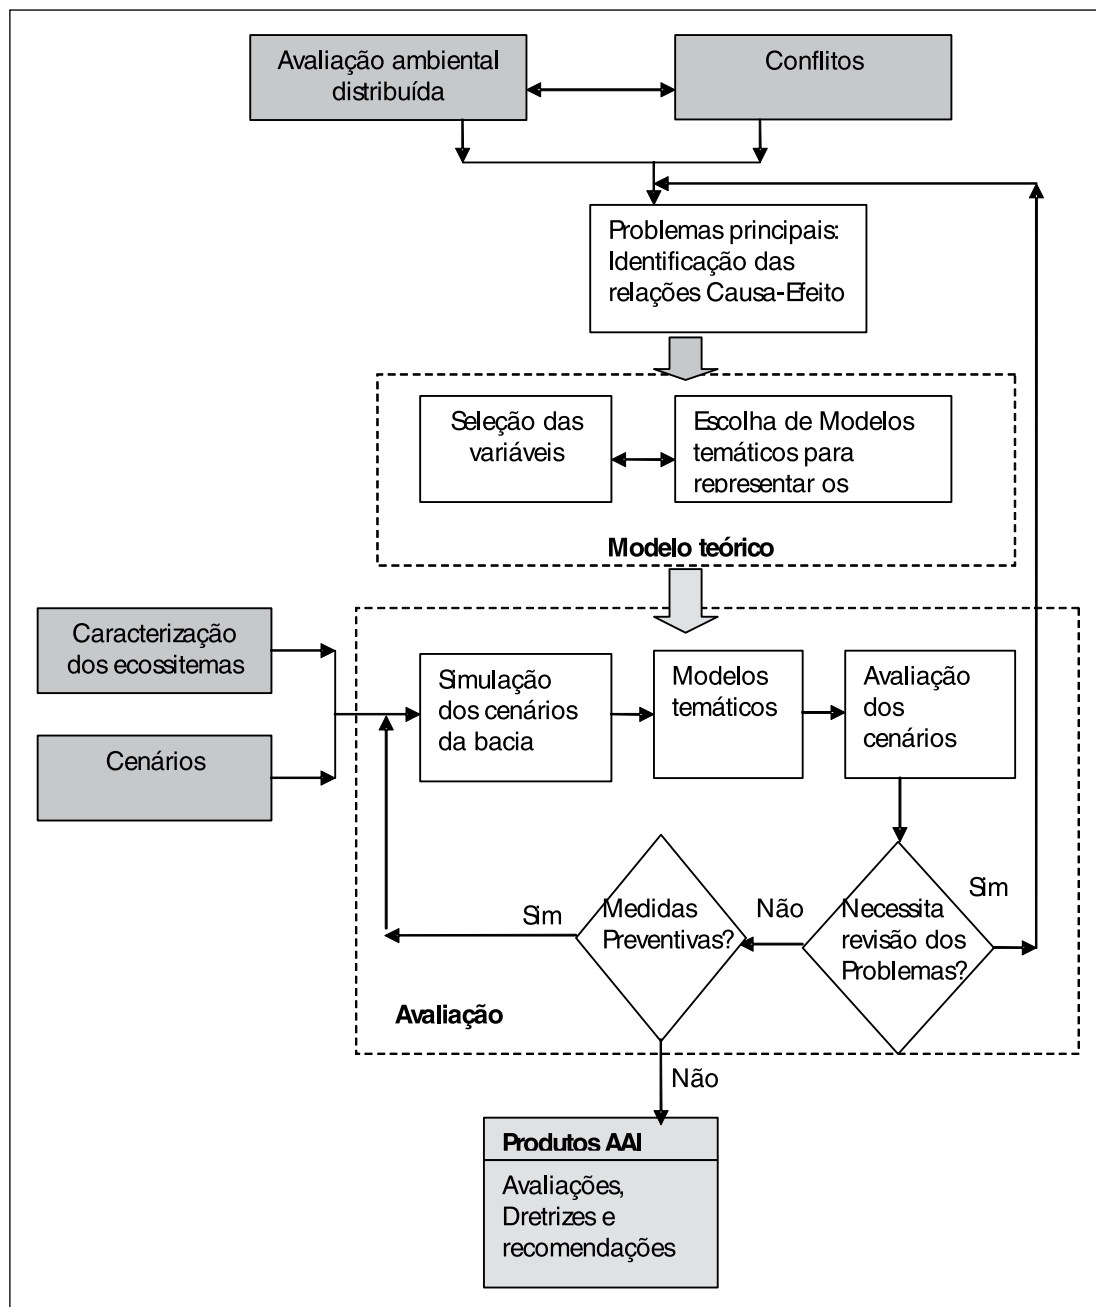 Avaliação ambiental
distribuída
Conflitos
Problemas principais:
Identificação das
relações Causa-Efeito
Seleção das
variáveis
Escolha de Modelos
temáticos para
representar os
Modelo teórico
Caracterização
dos ecossitemas
Cenários
Simulação
dos cenários
da bacia
Modelos
temáticos
Avaliação
dos
cenários
Sim
Medidas
Preventivas?
Não
Necessita
revisão dos
Problemas?
Sim
Avaliação
Não
Produtos AAI
Avaliações,
Dretrizes e
recomendações